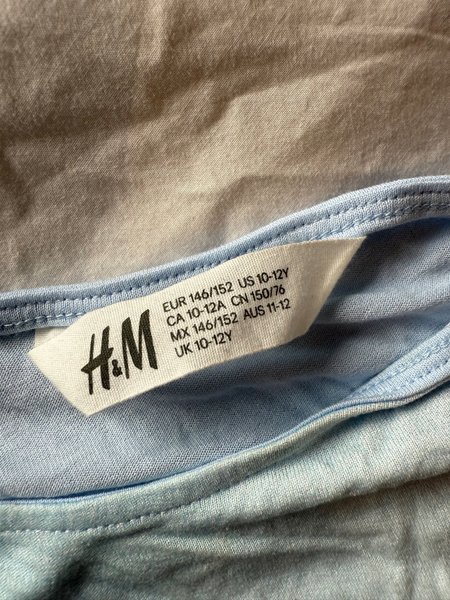 H&M
EUR 146/152 US 10-12Y
CA 10-12A CN 150/76
MX 146/152 AUS 11-12
UK 10-12Y